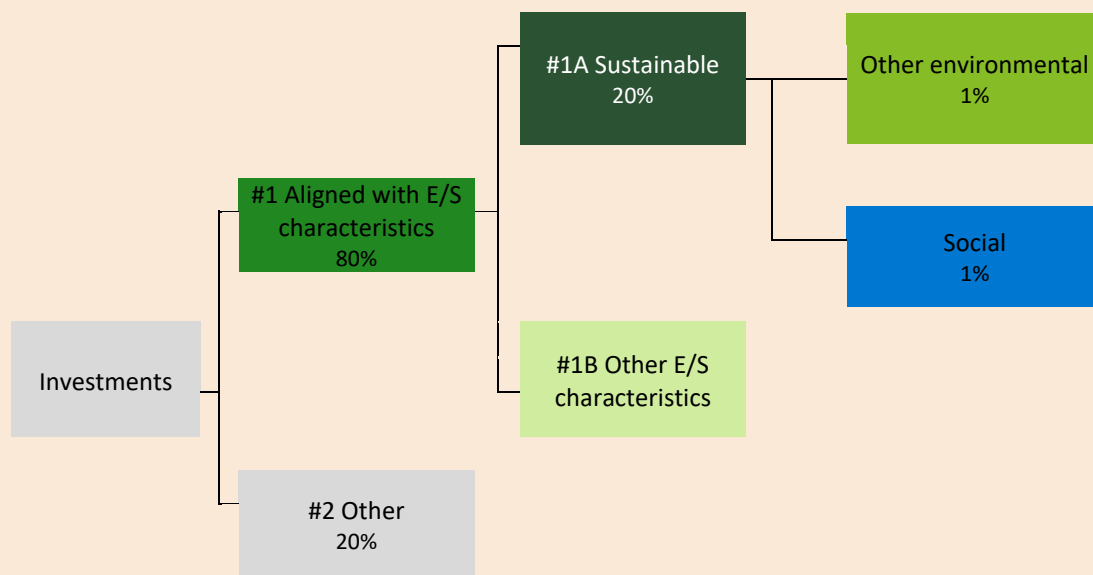 #1A Sustainable
20%
Other environmental
1%
#1 Aligned with E/S
characteristics
80%
Social
1%
Investments
#1B Other E/S
characteristics
#2 Other
20%